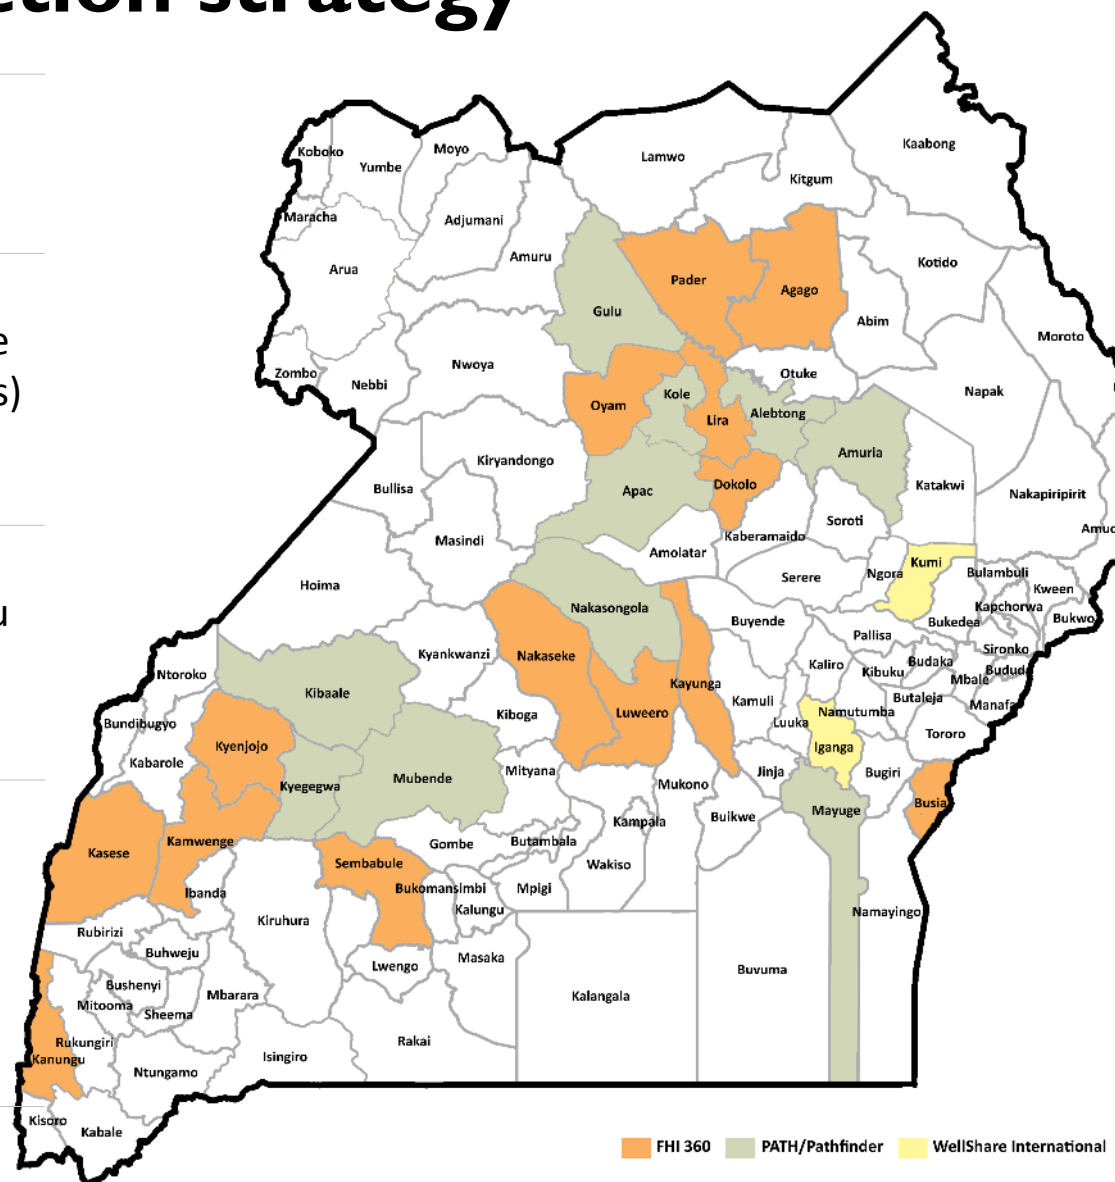 ction strategy
e
s)
u
Koboko
Yumbe
Moyo
Lamwo
Kitgum
Kaabong
Maracha
Adjumani
Amuru
Arua
Kotido
Pader
Agago
Gulu
Abim
Moroto
Zombo
Nebbi
Nwoya
Otuke
Napak
Oyam
Kole
Lira
Alebtong
Amuria
Kiryandongo
Bullisa
Apac
Dokolo
Katakwi
Nakapiripirit
Soroti
Kaberamaido
Amuc
Masindi
Amolatar
Hoima
Serere
Ngora
Kumi
Bulambuli
Kween
Kapchorwa
Bukwo
Nakasongola
Buyende
Bukedea
Pallisa
Sironko
Nakaseke
Kyankwanzi
Kaliro
Kibuku
Budaka
Bududa
Mbale
Ntoroko
Kibaale
Kayunga
Kamuli
Butaleja
Manafa
Bundibugyo
Kiboga
Luweero
Luuka
Namutumba
Tororo
Kyenjojo
Iganga
Kabarole
Kyegegwa
Mubende
Mityana
Mukono
Jinja
Bugiri
Kasese
Kamwenge
Gombe
Butambala
Kampala
Buikwe
Mayuge
Busia
Sembabule
Wakiso
Ibanda
Bukomansimbi
Mpigi
Kalungu
Kiruhura
Namayingo
Rubirizi
Buhweju
Lwengo
Masaka
Buvuma
Bushenyi
Mitooma
Sheema
Mbarara
Kalangala
Rukungiri
Kanungu
Ntungamo
Isingiro
Rakai
Kisoro
Kabale
FHI 360 PATH/Pathfinder WellShare International